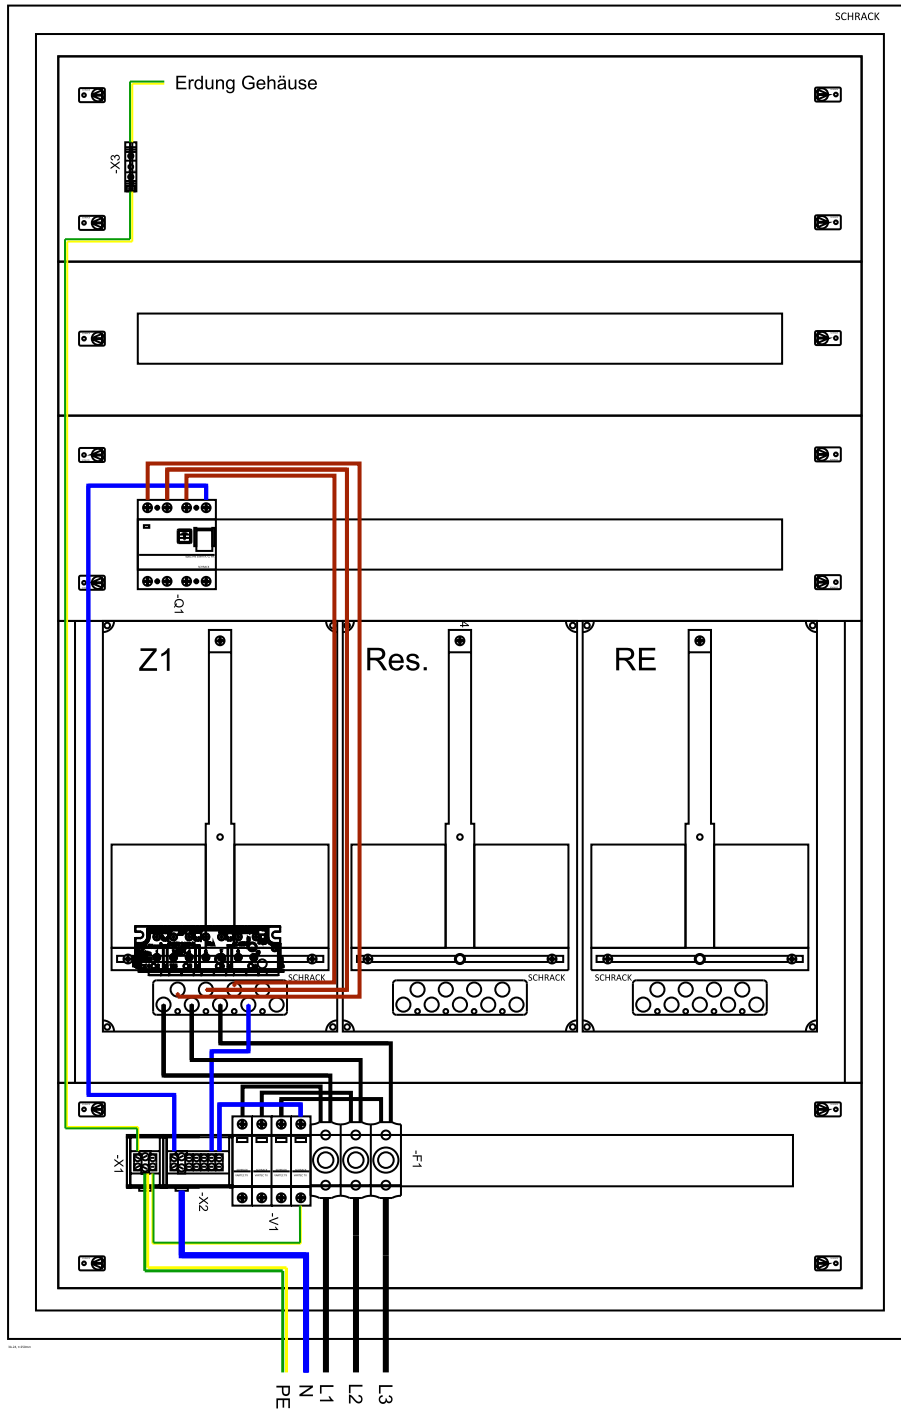 SCHRACK
Erdung Gehäuse
-X3
-Q1
4
Z1
Res.
RE
SCHRACK
SCHRACK
SCHRACK
-X1
-X2
-V1
-F1
PE
N
L1
L2
L3